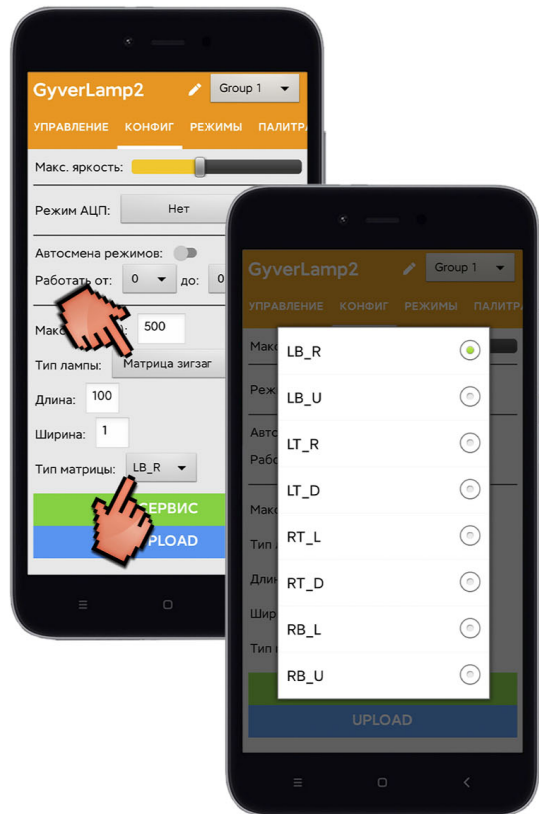 GyverLamp2
Group 1
УПРАВЛЕНИЕ КОНФИГ РЕЖИМЫ ПАЛИТР
Макс. яркость:
Режим АЦП: Нет
Автосмена режимов:
Работать от: 0 до: 0
500
Тип лампы: Матрица зигзаг
Длина: 100
Ширина: 1
Тип матрицы: LB_R
СЕРВИС
UPLOAD
GyverLamp2
Group 1
УПРАВЛЕНИЕ КОНФИГ РЕЖИМЫ ПАЛИТР
LB_R
LB_U
LT_R
LT_D
RT_L
RT_D
RB_L
RB_U
UPLOAD